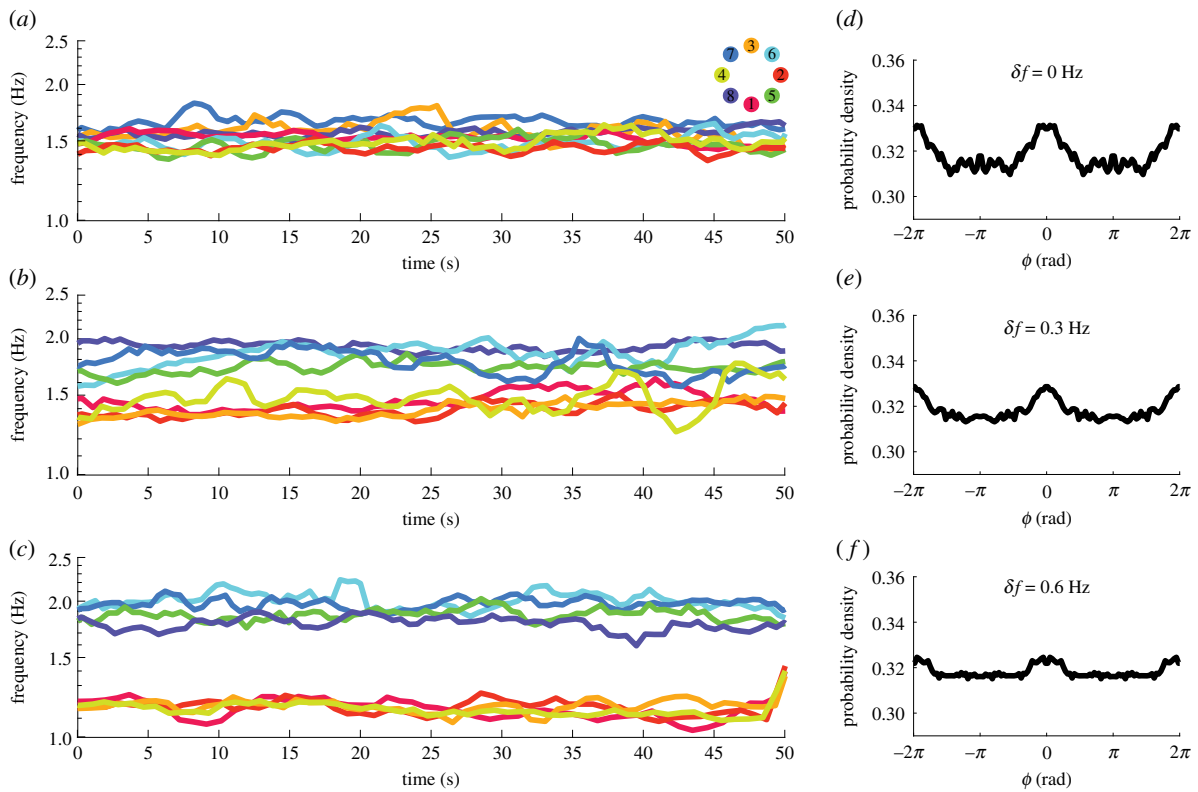 (a)
2.5
2.0
1.5
1.0
frequency (Hz)
0 5 10 15 20 25 30 35 40 45 50
time (s)
3
7 6
4 2
8 5
1
(d)
0.36
0.34
0.32
0.30
probability density
δf = 0 Hz
−2π −π 0 π 2π
ϕ (rad)
(b)
2.5
2.0
1.5
1.0
frequency (Hz)
0 5 10 15 20 25 30 35 40 45 50
time (s)
(e)
0.36
0.34
0.32
0.30
probability density
δf = 0.3 Hz
−2π −π 0 π 2π
ϕ (rad)
(c)
2.5
2.0
1.5
1.0
frequency (Hz)
0 5 10 15 20 25 30 35 40 45 50
time (s)
(f)
0.36
0.34
0.32
0.30
probability density
δf = 0.6 Hz
−2π −π 0 π 2π
ϕ (rad)